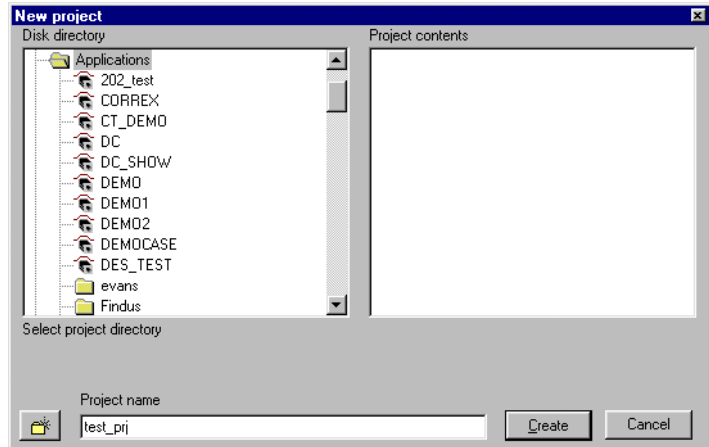 New project
Disk directory
Project contents
Applications
202_test
CORREX
CT_DEMO
DC
DC_SHOW
DEMO
DEMO1
DEMO2
DEMOCASE
DES_TEST
evans
Findus
Select project directory
Project name
test_prj
Create
Cancel